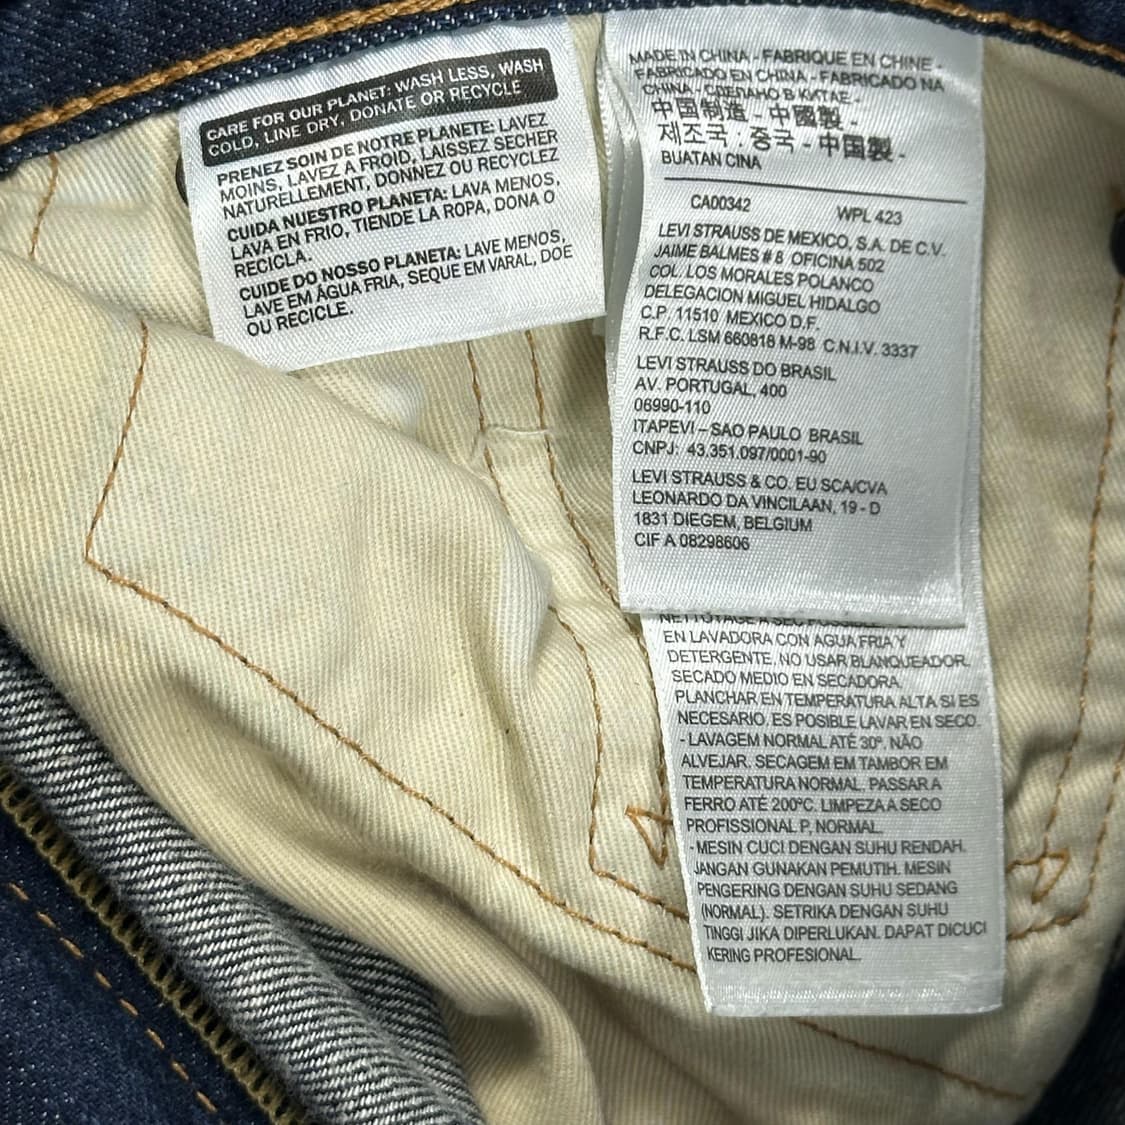 CARE FOR OUR PLANET: WASH LESS, WASH
COLD, LINE DRY, DONATE OR RECYCLE
PRENEZ SOIN DE NOTRE PLANETE: LAVEZ
MOINS, LAVEZ A FROID, LAISSEZ SECHER
NATURELLEMENT, DONNEZ OU RECYCLEZ
CUIDA NUESTRO PLANETA: LAVA MENOS,
LAVA EN FRIO, TIENDE LA ROPA, DONA O
RECICLA.
CUIDE DO NOSSO PLANETA: LAVE MENOS,
LAVE EM ÁGUA FRIA, SEQUE EM VARAL, DOE
OU RECICLE.
MADE IN CHINA - FABRIQUE EN CHINE -
FABRICADO EN CHINA - FABRICADO NA
CHINA - СДЕЛАНО В КИТАЕ -
中国制造 - 中國製 -
제조국 : 중국 - 中国製 -
BUATAN CINA
CA00342 WPL 423
LEVI STRAUSS DE MEXICO, S.A. DE C.V.
JAIME BALMES # 8 OFICINA 502
COL. LOS MORALES POLANCO
DELEGACION MIGUEL HIDALGO
C.P. 11510 MEXICO D.F.
R.F.C. LSM 660818 M-98 C.N.I.V. 3337
LEVI STRAUSS DO BRASIL
AV. PORTUGAL, 400
06990-110
ITAPEVI – SAO PAULO BRASIL
CNPJ: 43.351.097/0001-90
LEVI STRAUSS & CO. EU SCA/CVA
LEONARDO DA VINCILAAN, 19 - D
1831 DIEGEM, BELGIUM
CIF A 08298606
NETTOYAGE A SEC POSSIBLE
EN LAVADORA CON AGUA FRIA Y
DETERGENTE. NO USAR BLANQUEADOR.
SECADO MEDIO EN SECADORA.
PLANCHAR EN TEMPERATURA ALTA SI ES
NECESARIO. ES POSIBLE LAVAR EN SECO.
- LAVAGEM NORMAL ATÉ 30º. NÃO
ALVEJAR. SECAGEM EM TAMBOR EM
TEMPERATURA NORMAL. PASSAR A
FERRO ATÉ 200ºC. LIMPEZA A SECO
PROFISSIONAL P, NORMAL.
- MESIN CUCI DENGAN SUHU RENDAH.
JANGAN GUNAKAN PEMUTIH. MESIN
PENGERING DENGAN SUHU SEDANG
(NORMAL). SETRIKA DENGAN SUHU
TINGGI JIKA DIPERLUKAN. DAPAT DICUCI
KERING PROFESIONAL.